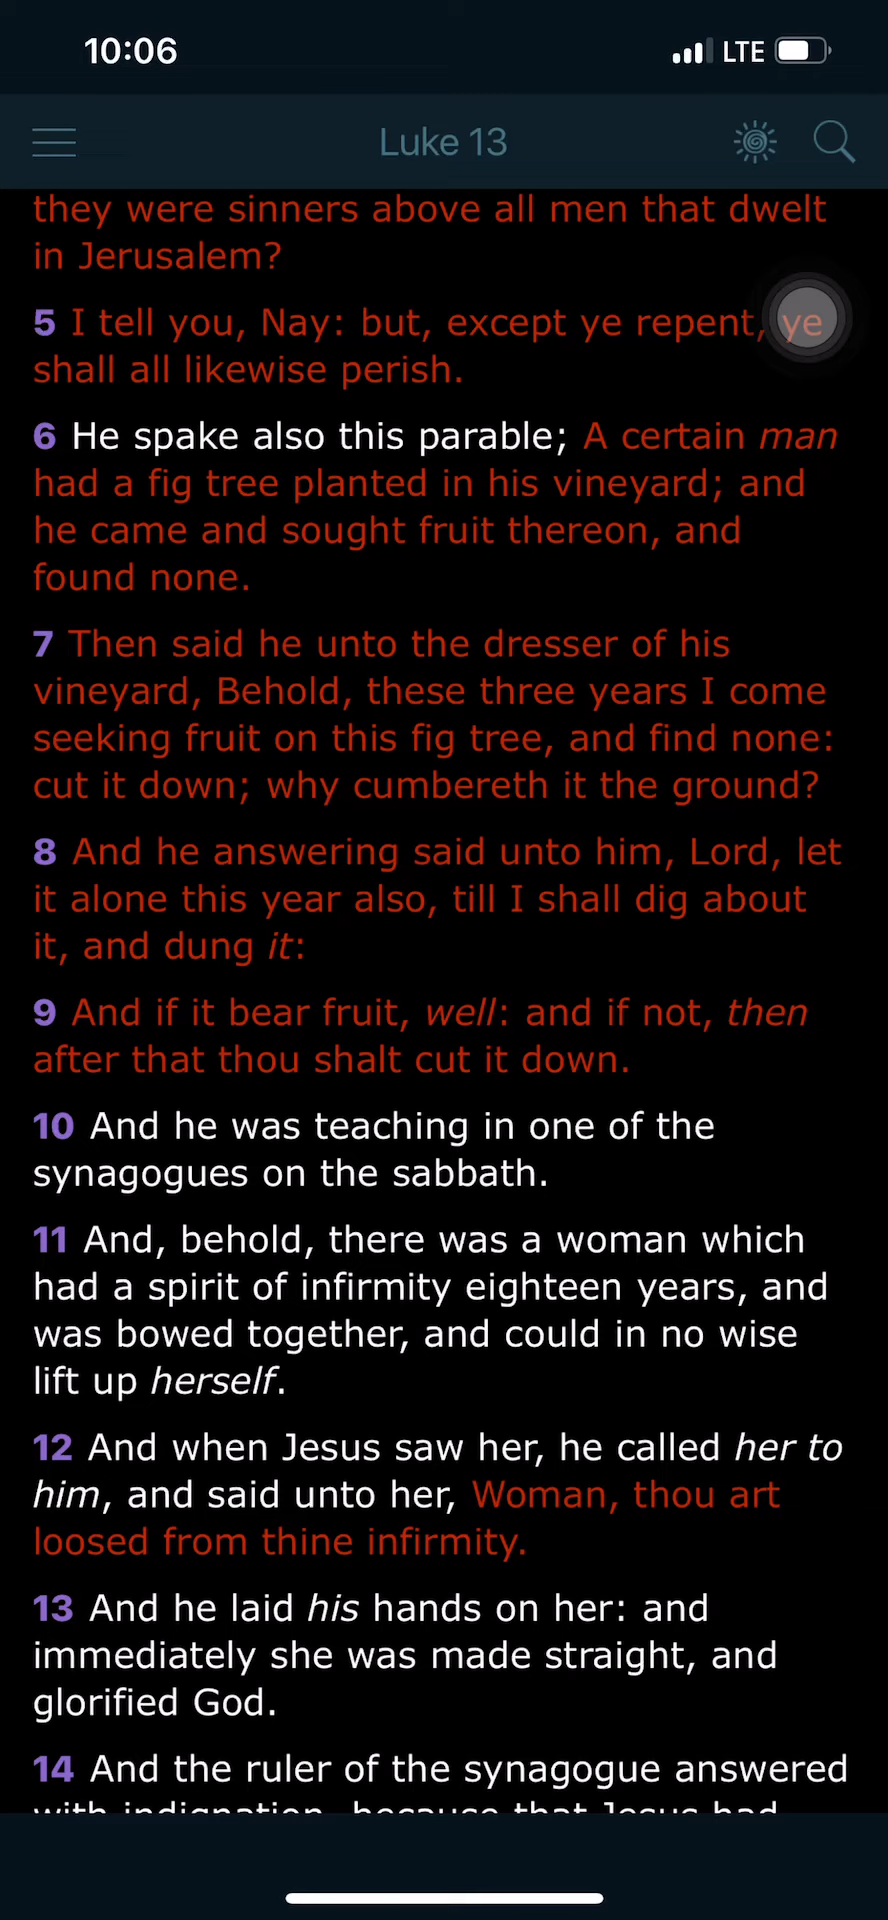 10:06
LTE
Luke 13
they were sinners above all men that dwelt
in Jerusalem?
5 I tell you, Nay: but, except ye repent, ye
shall all likewise perish.
6 He spake also this parable; A certain man
had a fig tree planted in his vineyard; and
he came and sought fruit thereon, and
found none.
7 Then said he unto the dresser of his
vineyard, Behold, these three years I come
seeking fruit on this fig tree, and find none:
cut it down; why cumbereth it the ground?
8 And he answering said unto him, Lord, let
it alone this year also, till I shall dig about
it, and dung it:
9 And if it bear fruit, well: and if not, then
after that thou shalt cut it down.
10 And he was teaching in one of the
synagogues on the sabbath.
11 And, behold, there was a woman which
had a spirit of infirmity eighteen years, and
was bowed together, and could in no wise
lift up herself.
12 And when Jesus saw her, he called her to
him, and said unto her, Woman, thou art
loosed from thine infirmity.
13 And he laid his hands on her: and
immediately she was made straight, and
glorified God.
14 And the ruler of the synagogue answered
with indignation, because that Jesus had